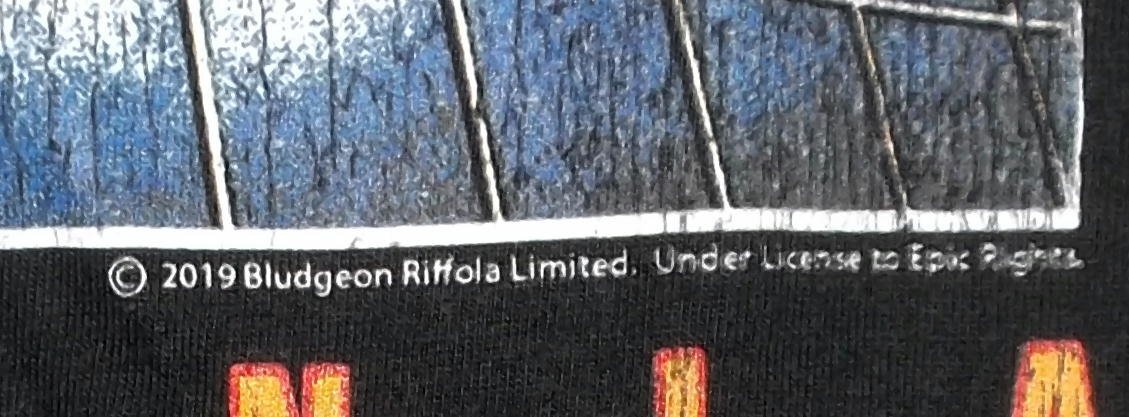 © 2019 Bludgeon Riffola Limited. Under License to Epic Rights.